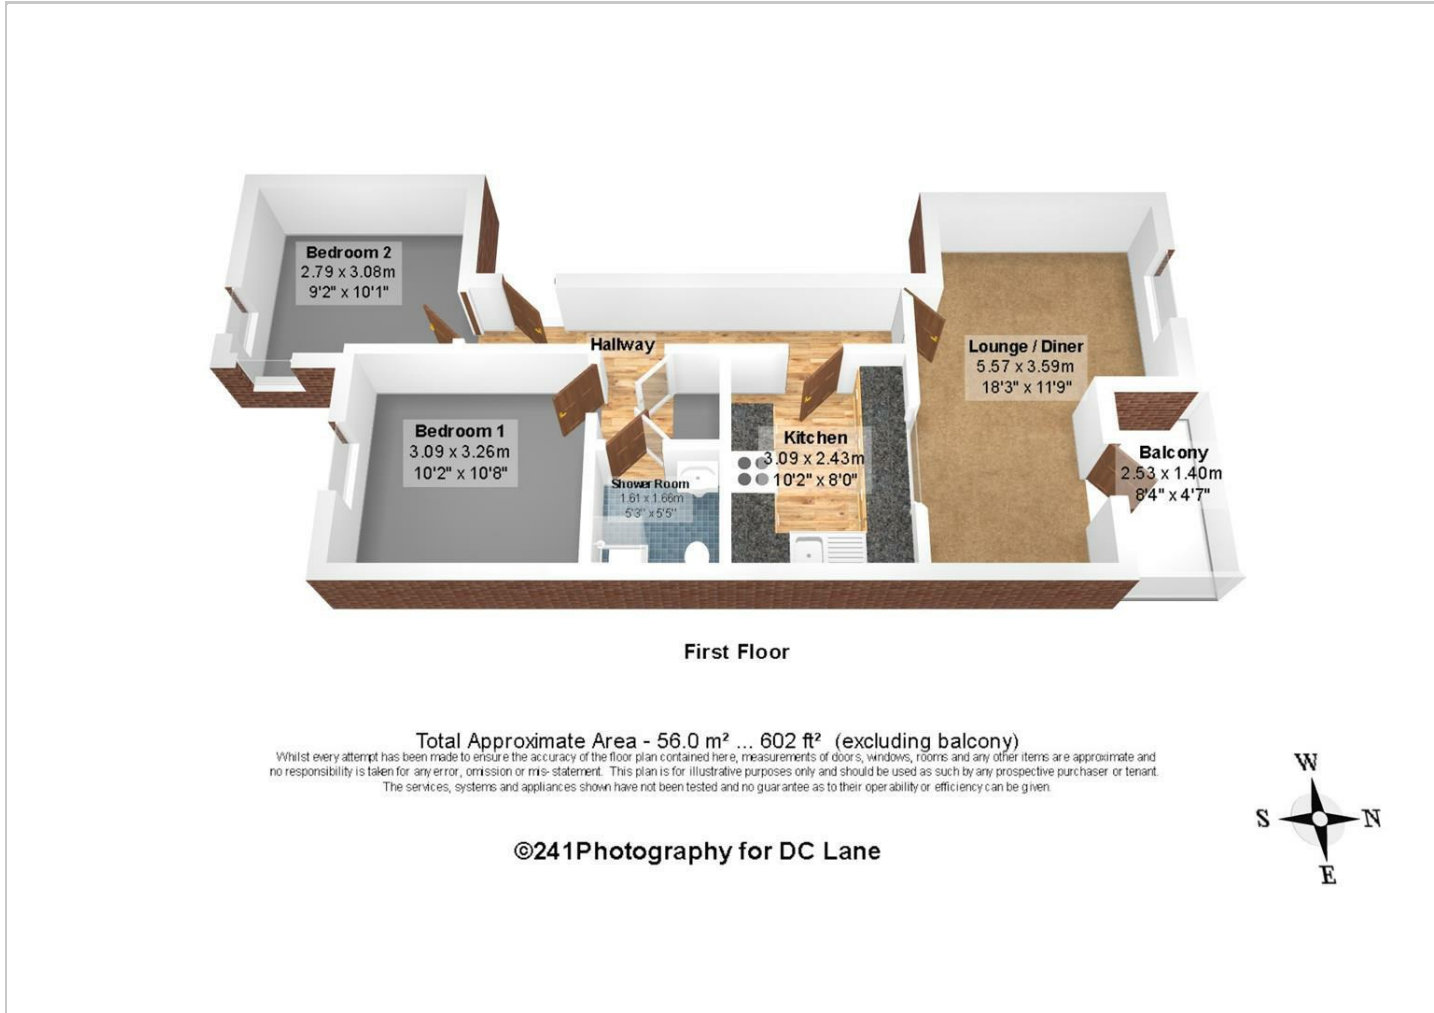 Bedroom 2
2.79 x 3.08m
9'2" x 10'1"
Hallway
Lounge / Diner
5.57 x 3.59m
18'3" x 11'9"
Bedroom 1
3.09 x 3.26m
10'2" x 10'8"
Kitchen
3.09 x 2.43m
10'2" x 8'0"
Balcony
2.53 x 1.40m
8'4" x 4'7"
Shower Room
1.61 x 1.66m
5'3" x 5'5"
First Floor
Total Approximate Area - 56.0 m² ... 602 ft² (excluding balcony)
Whilst every attempt has been made to ensure the accuracy of the floor plan contained here, measurements of doors, windows, rooms and any other items are approximate and
no responsibility is taken for any error, omission or mis-statement. This plan is for illustrative purposes only and should be used as such by any prospective purchaser or tenant.
The services, systems and appliances shown have not been tested and no guarantee as to their operability or efficiency can be given.
©241Photography for DC Lane
W
S N
E